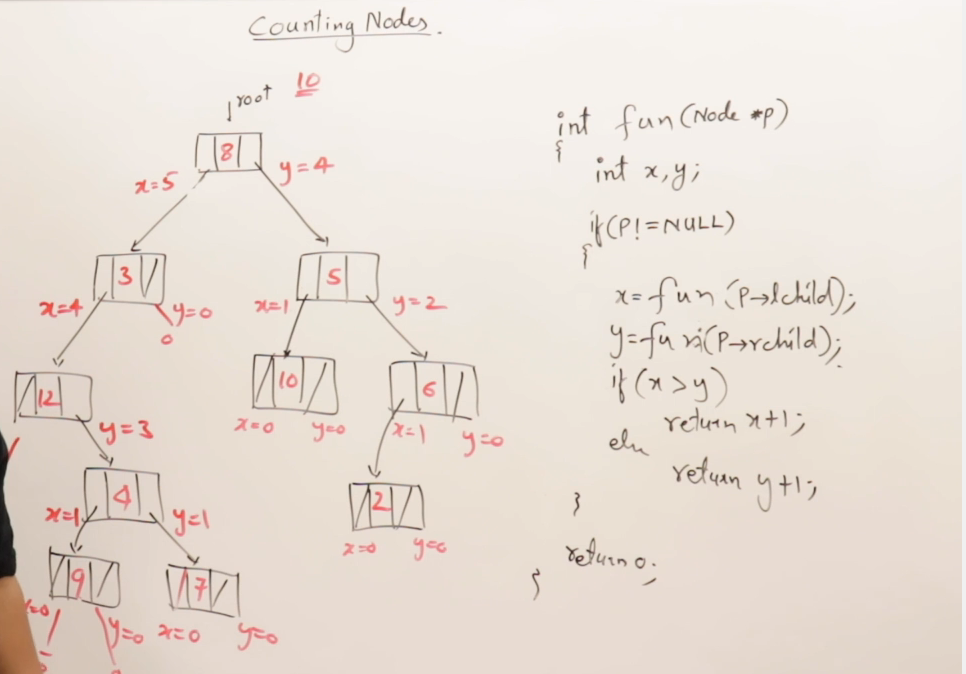 Counting Nodes.
root 10
8
x=5 y=4
3 5
x=4 y=0 x=1 y=2
0
12 10 6
y=3 x=0 y=0 x=1 y=0
4 2
x=1 y=1 x=0 y=0
9 7
=0 y=0 x=0 y=0
int fun(Node *p)
{
int x,y;
if(P!=NULL)
{
x=fun(P→lchild);
y=fun(P→rchild);
if(x>y)
return x+1;
else
return y+1;
}
return 0;
}